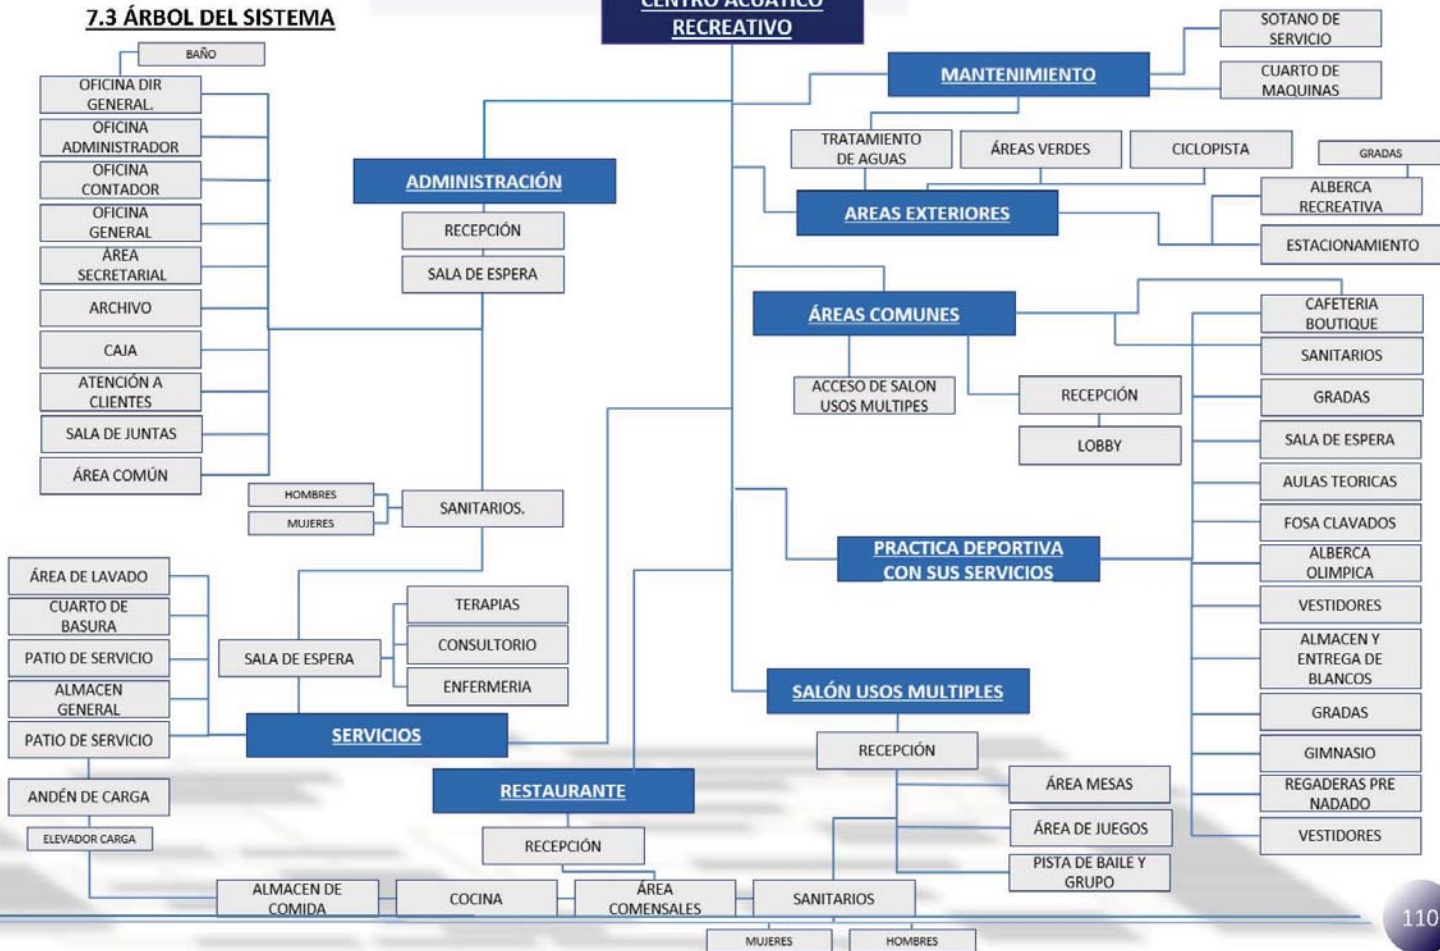 7.3 ÁRBOL DEL SISTEMA
CENTRO ACUATICO
RECREATIVO
BAÑO
OFICINA DIR
GENERAL.
OFICINA
ADMINISTRADOR
OFICINA
CONTADOR
OFICINA
GENERAL
ÁREA
SECRETARIAL
ARCHIVO
CAJA
ATENCIÓN A
CLIENTES
SALA DE JUNTAS
ÁREA COMÚN
ADMINISTRACIÓN
RECEPCIÓN
SALA DE ESPERA
HOMBRES
MUJERES
SANITARIOS.
MANTENIMIENTO
SOTANO DE
SERVICIO
CUARTO DE
MAQUINAS
TRATAMIENTO
DE AGUAS
ÁREAS VERDES
CICLOPISTA
GRADAS
AREAS EXTERIORES
ALBERCA
RECREATIVA
ESTACIONAMIENTO
ÁREAS COMUNES
ACCESO DE SALON
USOS MULTIPES
RECEPCIÓN
LOBBY
CAFETERIA
BOUTIQUE
SANITARIOS
GRADAS
SALA DE ESPERA
AULAS TEORICAS
FOSA CLAVADOS
ALBERCA
OLIMPICA
VESTIDORES
ALMACEN Y
ENTREGA DE
BLANCOS
GRADAS
GIMNASIO
REGADERAS PRE
NADADO
VESTIDORES
PRACTICA DEPORTIVA
CON SUS SERVICIOS
ÁREA DE LAVADO
CUARTO DE
BASURA
PATIO DE SERVICIO
ALMACEN
GENERAL
PATIO DE SERVICIO
ANDÉN DE CARGA
ELEVADOR CARGA
SALA DE ESPERA
TERAPIAS
CONSULTORIO
ENFERMERIA
SERVICIOS
RESTAURANTE
RECEPCIÓN
ALMACEN DE
COMIDA
COCINA
ÁREA
COMENSALES
SANITARIOS
MUJERES
HOMBRES
SALÓN USOS MULTIPLES
RECEPCIÓN
ÁREA MESAS
ÁREA DE JUEGOS
PISTA DE BAILE Y
GRUPO
110